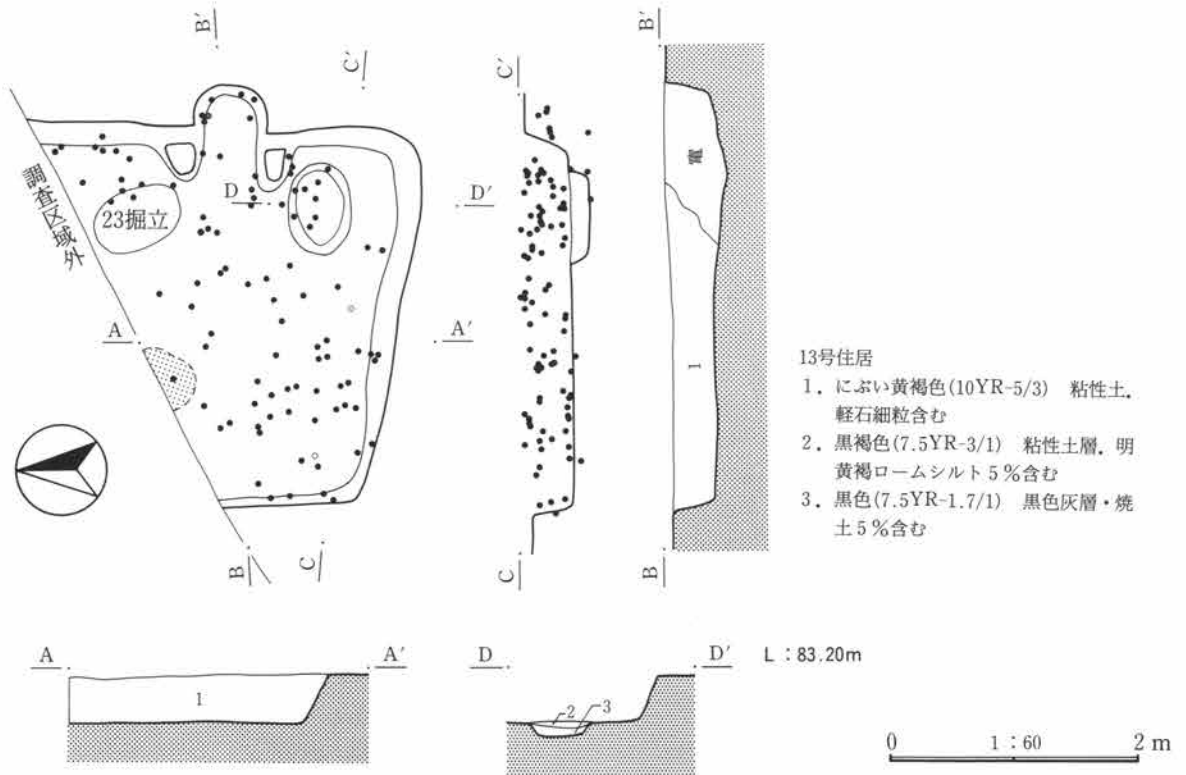 B'
C'
調査区域外
23掘立
D
D'
A
A'
B
C
C'
C
B'
竃
1
B
13号住居
1．にぶい黄褐色(10YR-5/3)　粘性土．
軽石細粒含む
2．黒褐色(7.5YR-3/1)　粘性土層．明
黄褐ロームシルト5％含む
3．黒色(7.5YR-1.7/1)　黒色灰層・焼
土5％含む
A
A'
1
D
D'
2
3
L：83.20m
0
1：60
2 m